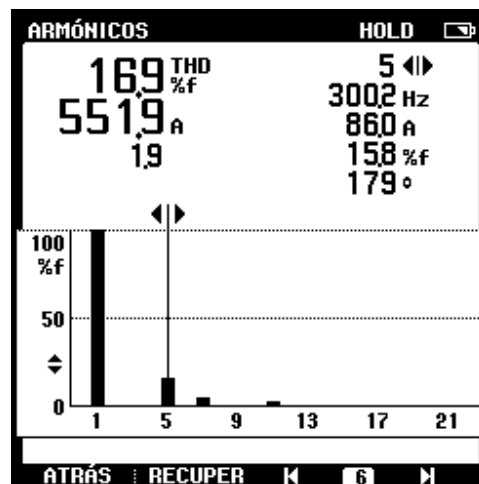 ARMÓNICOS HOLD
16,9 THD %f
5
551,9 A
300,2 Hz
86,0 A
1,9
15,8 %f
179 °
100
%f
50
0
1 5 9 13 17 21
ATRÁS RECUPER 6